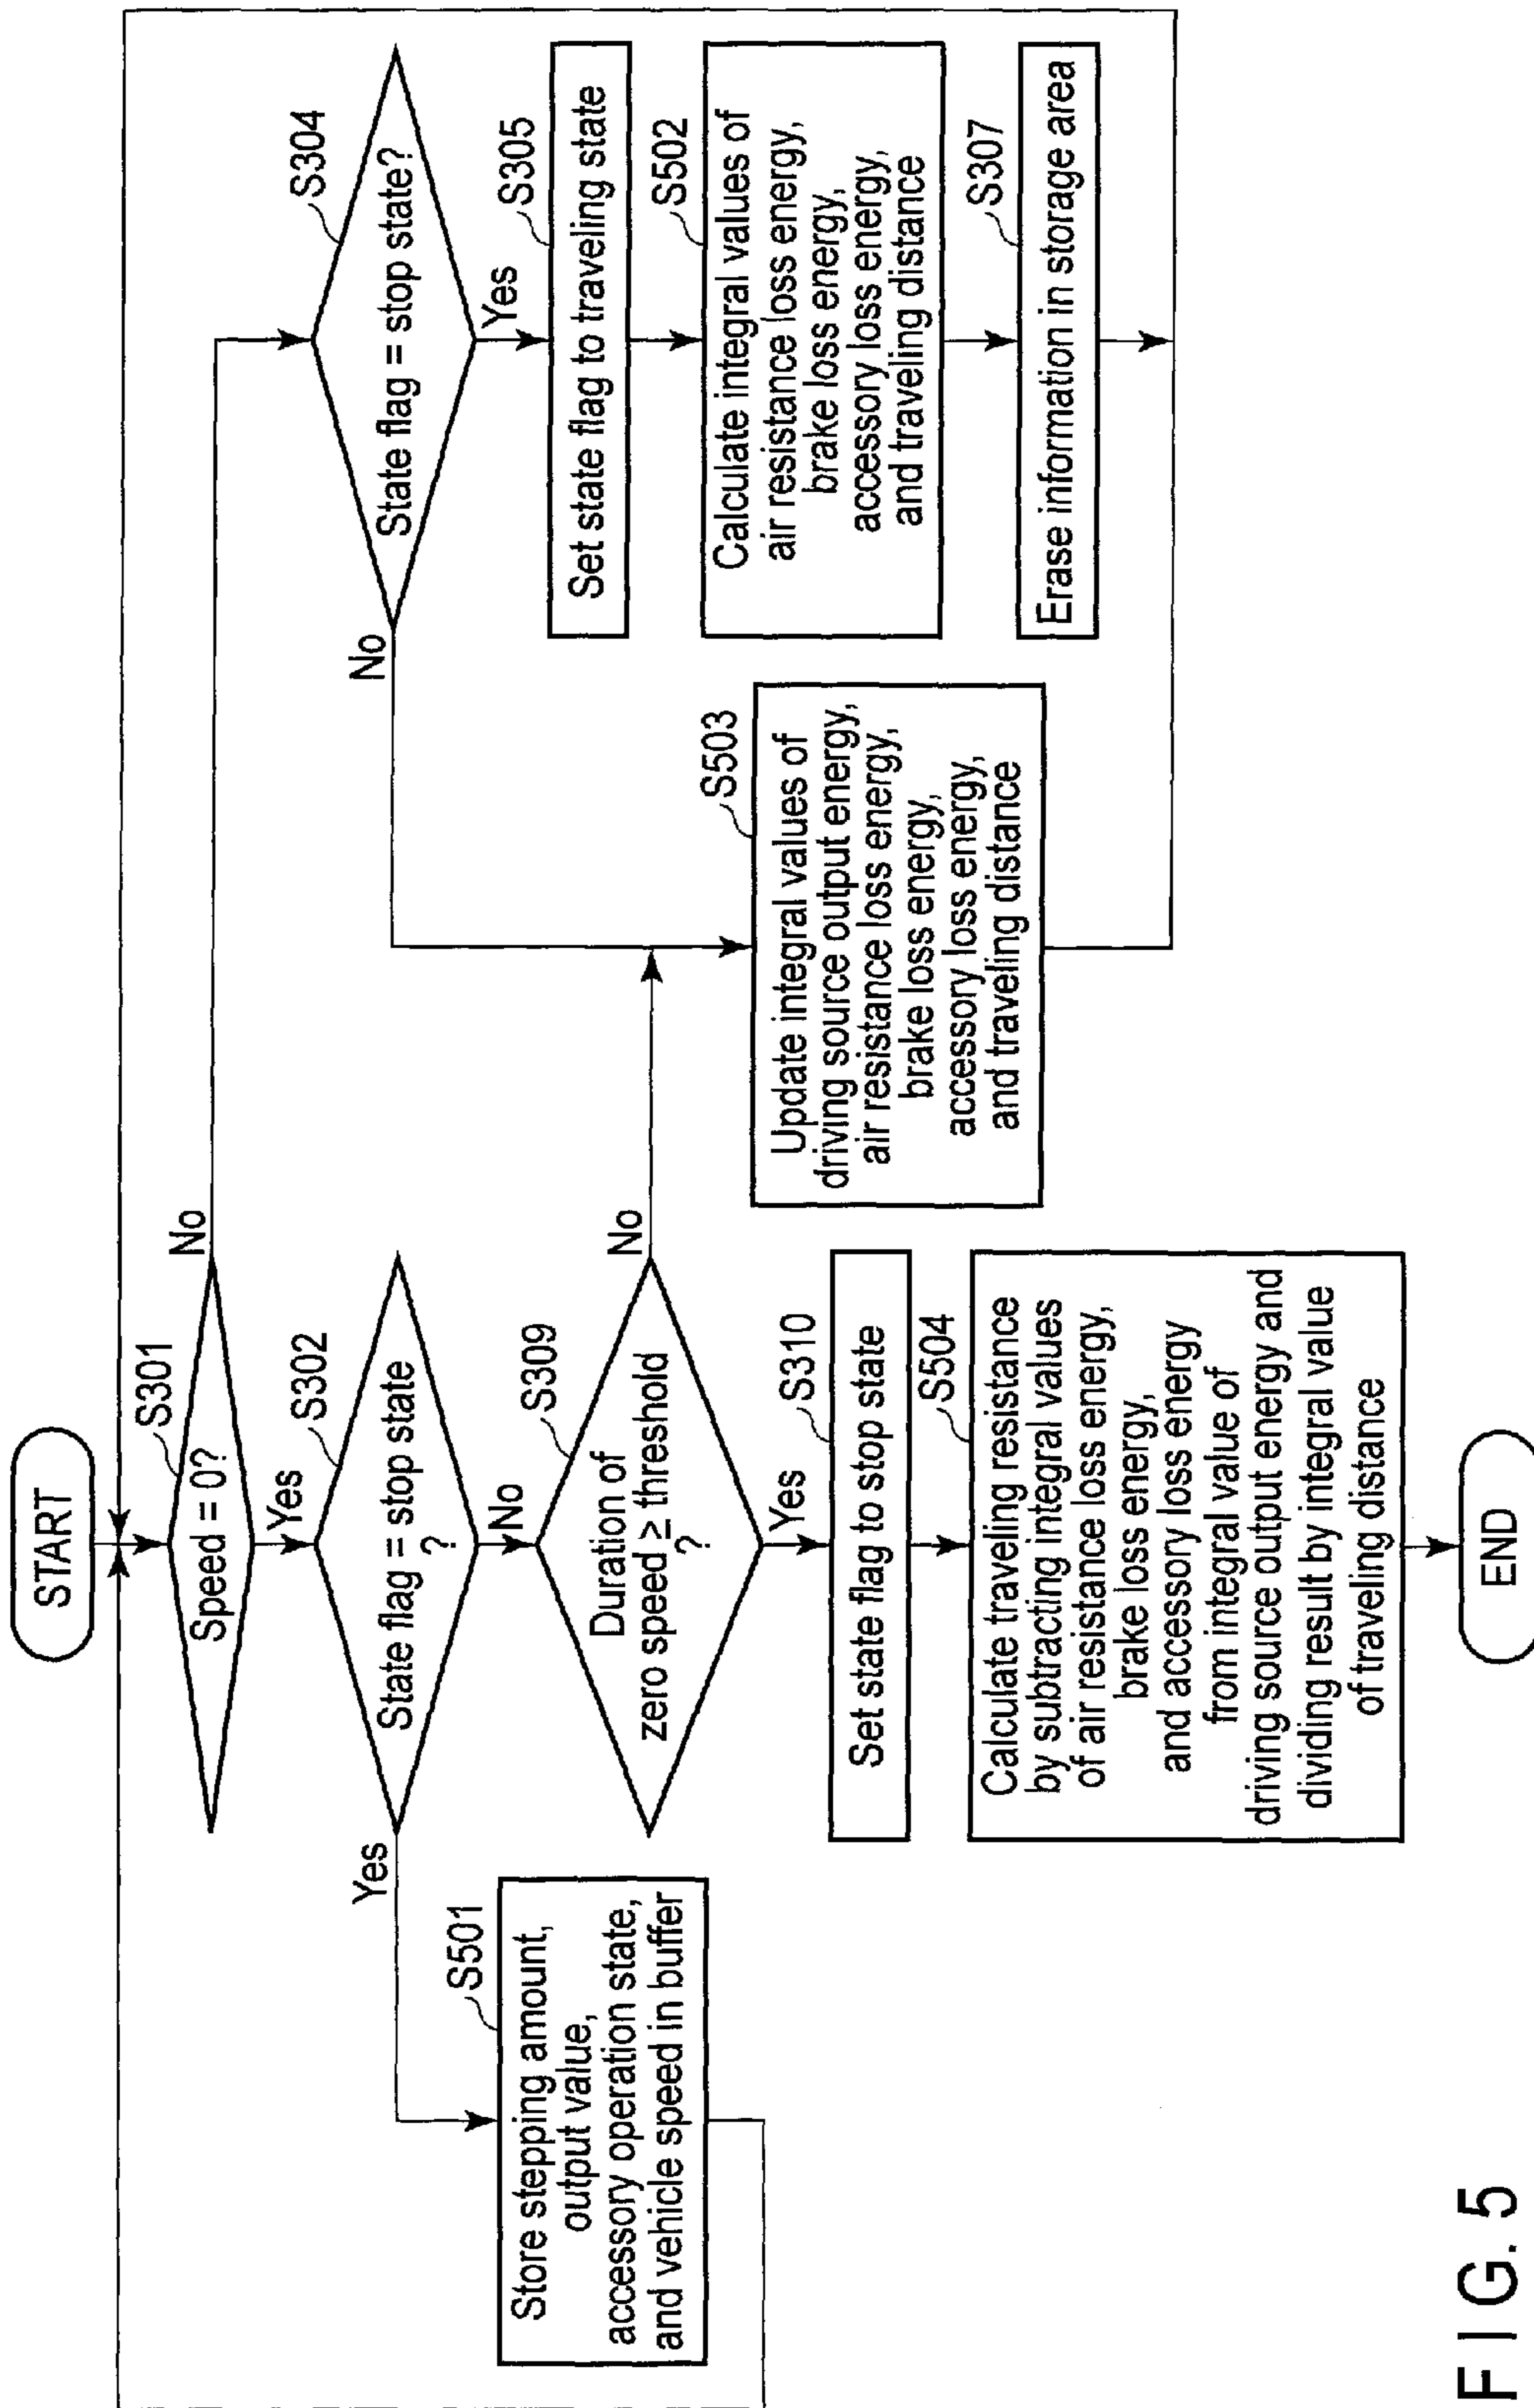 START
S301
Speed = 0?
No
Yes
S302
State flag = stop state
?
Yes
No
S501
Store stepping amount,
output value,
accessory operation state,
and vehicle speed in buffer
S309
Duration of
zero speed ≥ threshold
?
No
Yes
S310
Set state flag to stop state
S504
Calculate traveling resistance
by subtracting integral values
of air resistance loss energy,
brake loss energy,
and accessory loss energy
from integral value of
driving source output energy and
dividing result by integral value
of traveling distance
END
S304
State flag = stop state?
No
Yes
S305
Set state flag to traveling state
S502
Calculate integral values of
air resistance loss energy,
brake loss energy,
accessory loss energy,
and traveling distance
S307
Erase information in storage area
S503
Update integral values of
driving source output energy,
air resistance loss energy,
brake loss energy,
accessory loss energy,
and traveling distance
FIG. 5